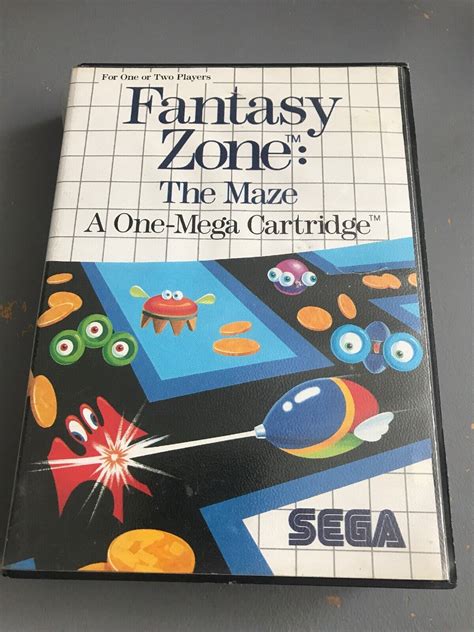 For One or Two Players
Fantasy
Zone™:
The Maze
A One-Mega Cartridge™
SEGA